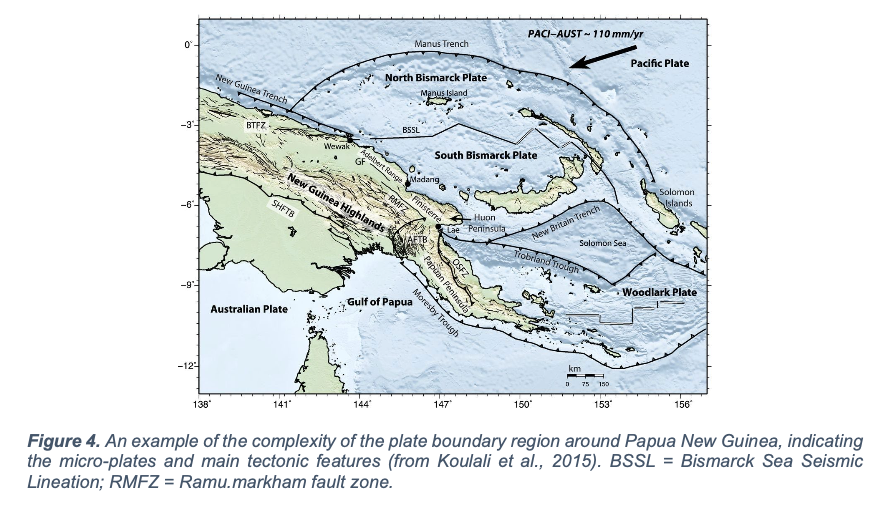 PACI–AUST ~ 110 mm/yr
Manus Trench
Pacific Plate
North Bismarck Plate
New Guinea Trench
Manus Island
BTFZ
BSSL
Wewak
GF
Adelbert Range
South Bismarck Plate
Madang
New Guinea Highlands
RMFZ
Finisterre
Solomon
Islands
SHFTB
Huon
Peninsula
New Britain Trench
Lae
AFTB
Solomon Sea
Trobriand Trough
OSFZ
Papuan Peninsula
Woodlark Plate
Australian Plate
Gulf of Papua
Moresby Trough
km
0 75 150
0°
−3°
−6°
−9°
−12°
138° 141° 144° 147° 150° 153° 156°
Figure 4. An example of the complexity of the plate boundary region around Papua New Guinea, indicating
the micro-plates and main tectonic features (from Koulali et al., 2015). BSSL = Bismarck Sea Seismic
Lineation; RMFZ = Ramu.markham fault zone.